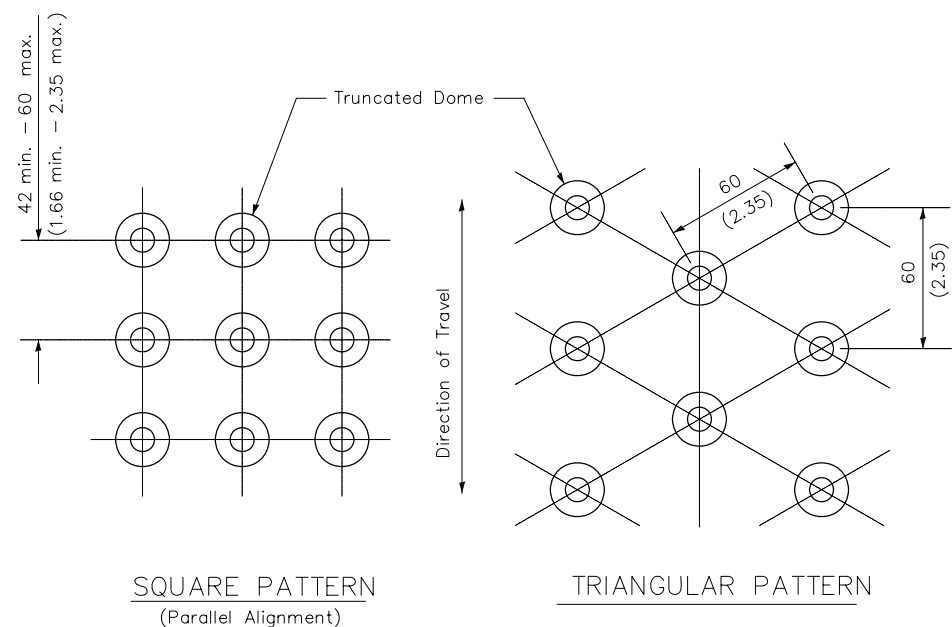 42 min. - 60 max.
(1.66 min. - 2.35 max.)
Truncated Dome
60
(2.35)
60
(2.35)
Direction of Travel
SQUARE PATTERN
(Parallel Alignment)
TRIANGULAR PATTERN